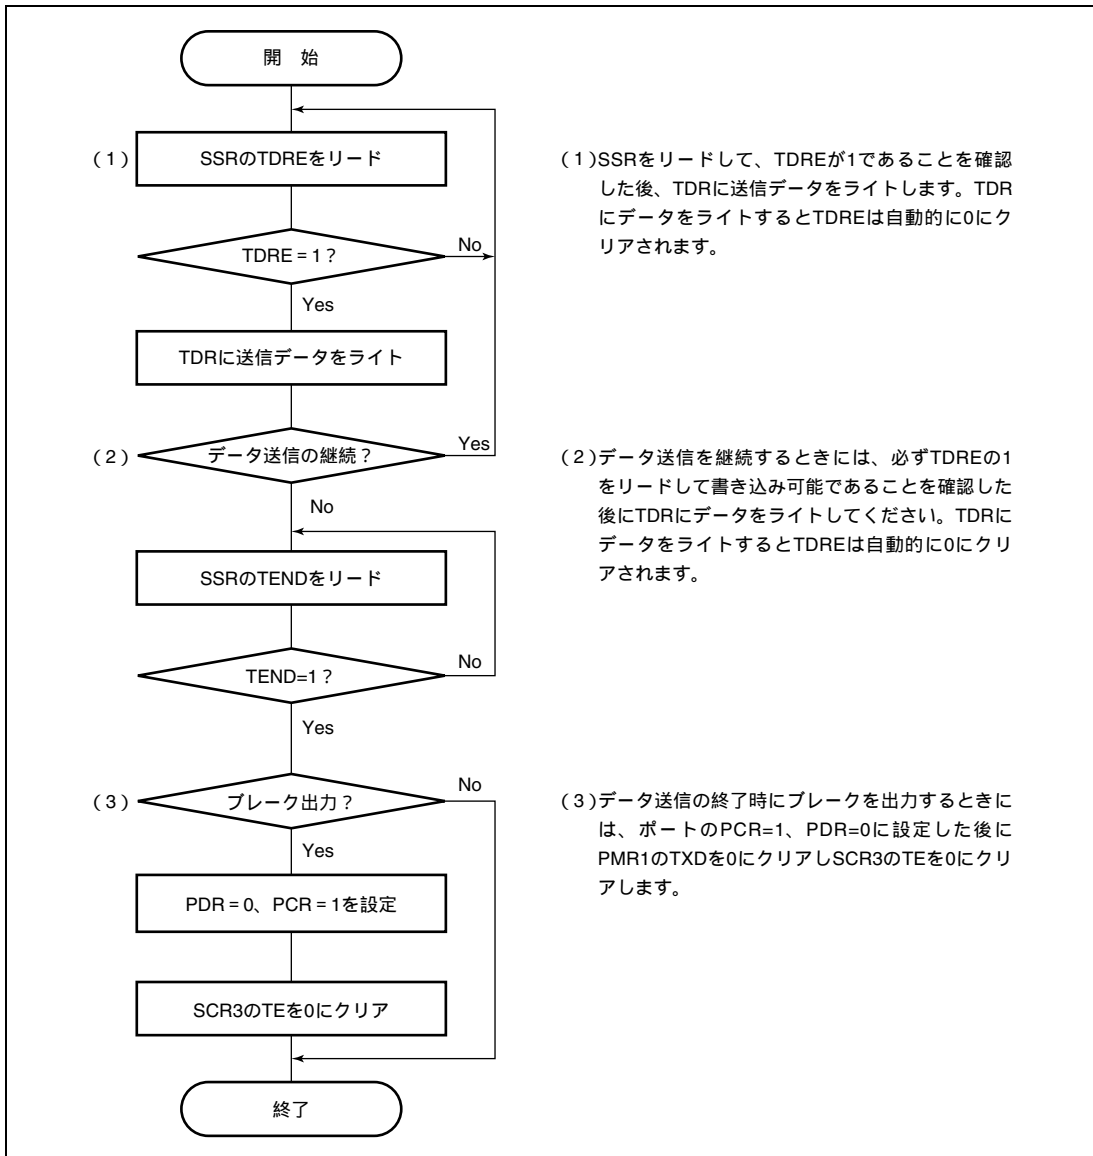 開 始
(1) SSRのTDREをリード
TDRE = 1?
No
Yes
TDRに送信データをライト
(2) データ送信の継続?
Yes
No
SSRのTENDをリード
TEND=1?
No
Yes
(3) ブレーク出力?
No
Yes
PDR = 0、PCR = 1を設定
SCR3のTEを0にクリア
終了
(1)SSRをリードして、TDREが1であることを確認
した後、TDRに送信データをライトします。TDR
にデータをライトするとTDREは自動的に0にク
リアされます。
(2)データ送信を継続するときには、必ずTDREの1
をリードして書き込み可能であることを確認した
後にTDRにデータをライトしてください。TDRに
データをライトするとTDREは自動的に0にクリ
アされます。
(3)データ送信の終了時にブレークを出力するときに
は、ポートのPCR=1、PDR=0に設定した後に
PMR1のTXDを0にクリアしSCR3のTEを0にクリ
アします。